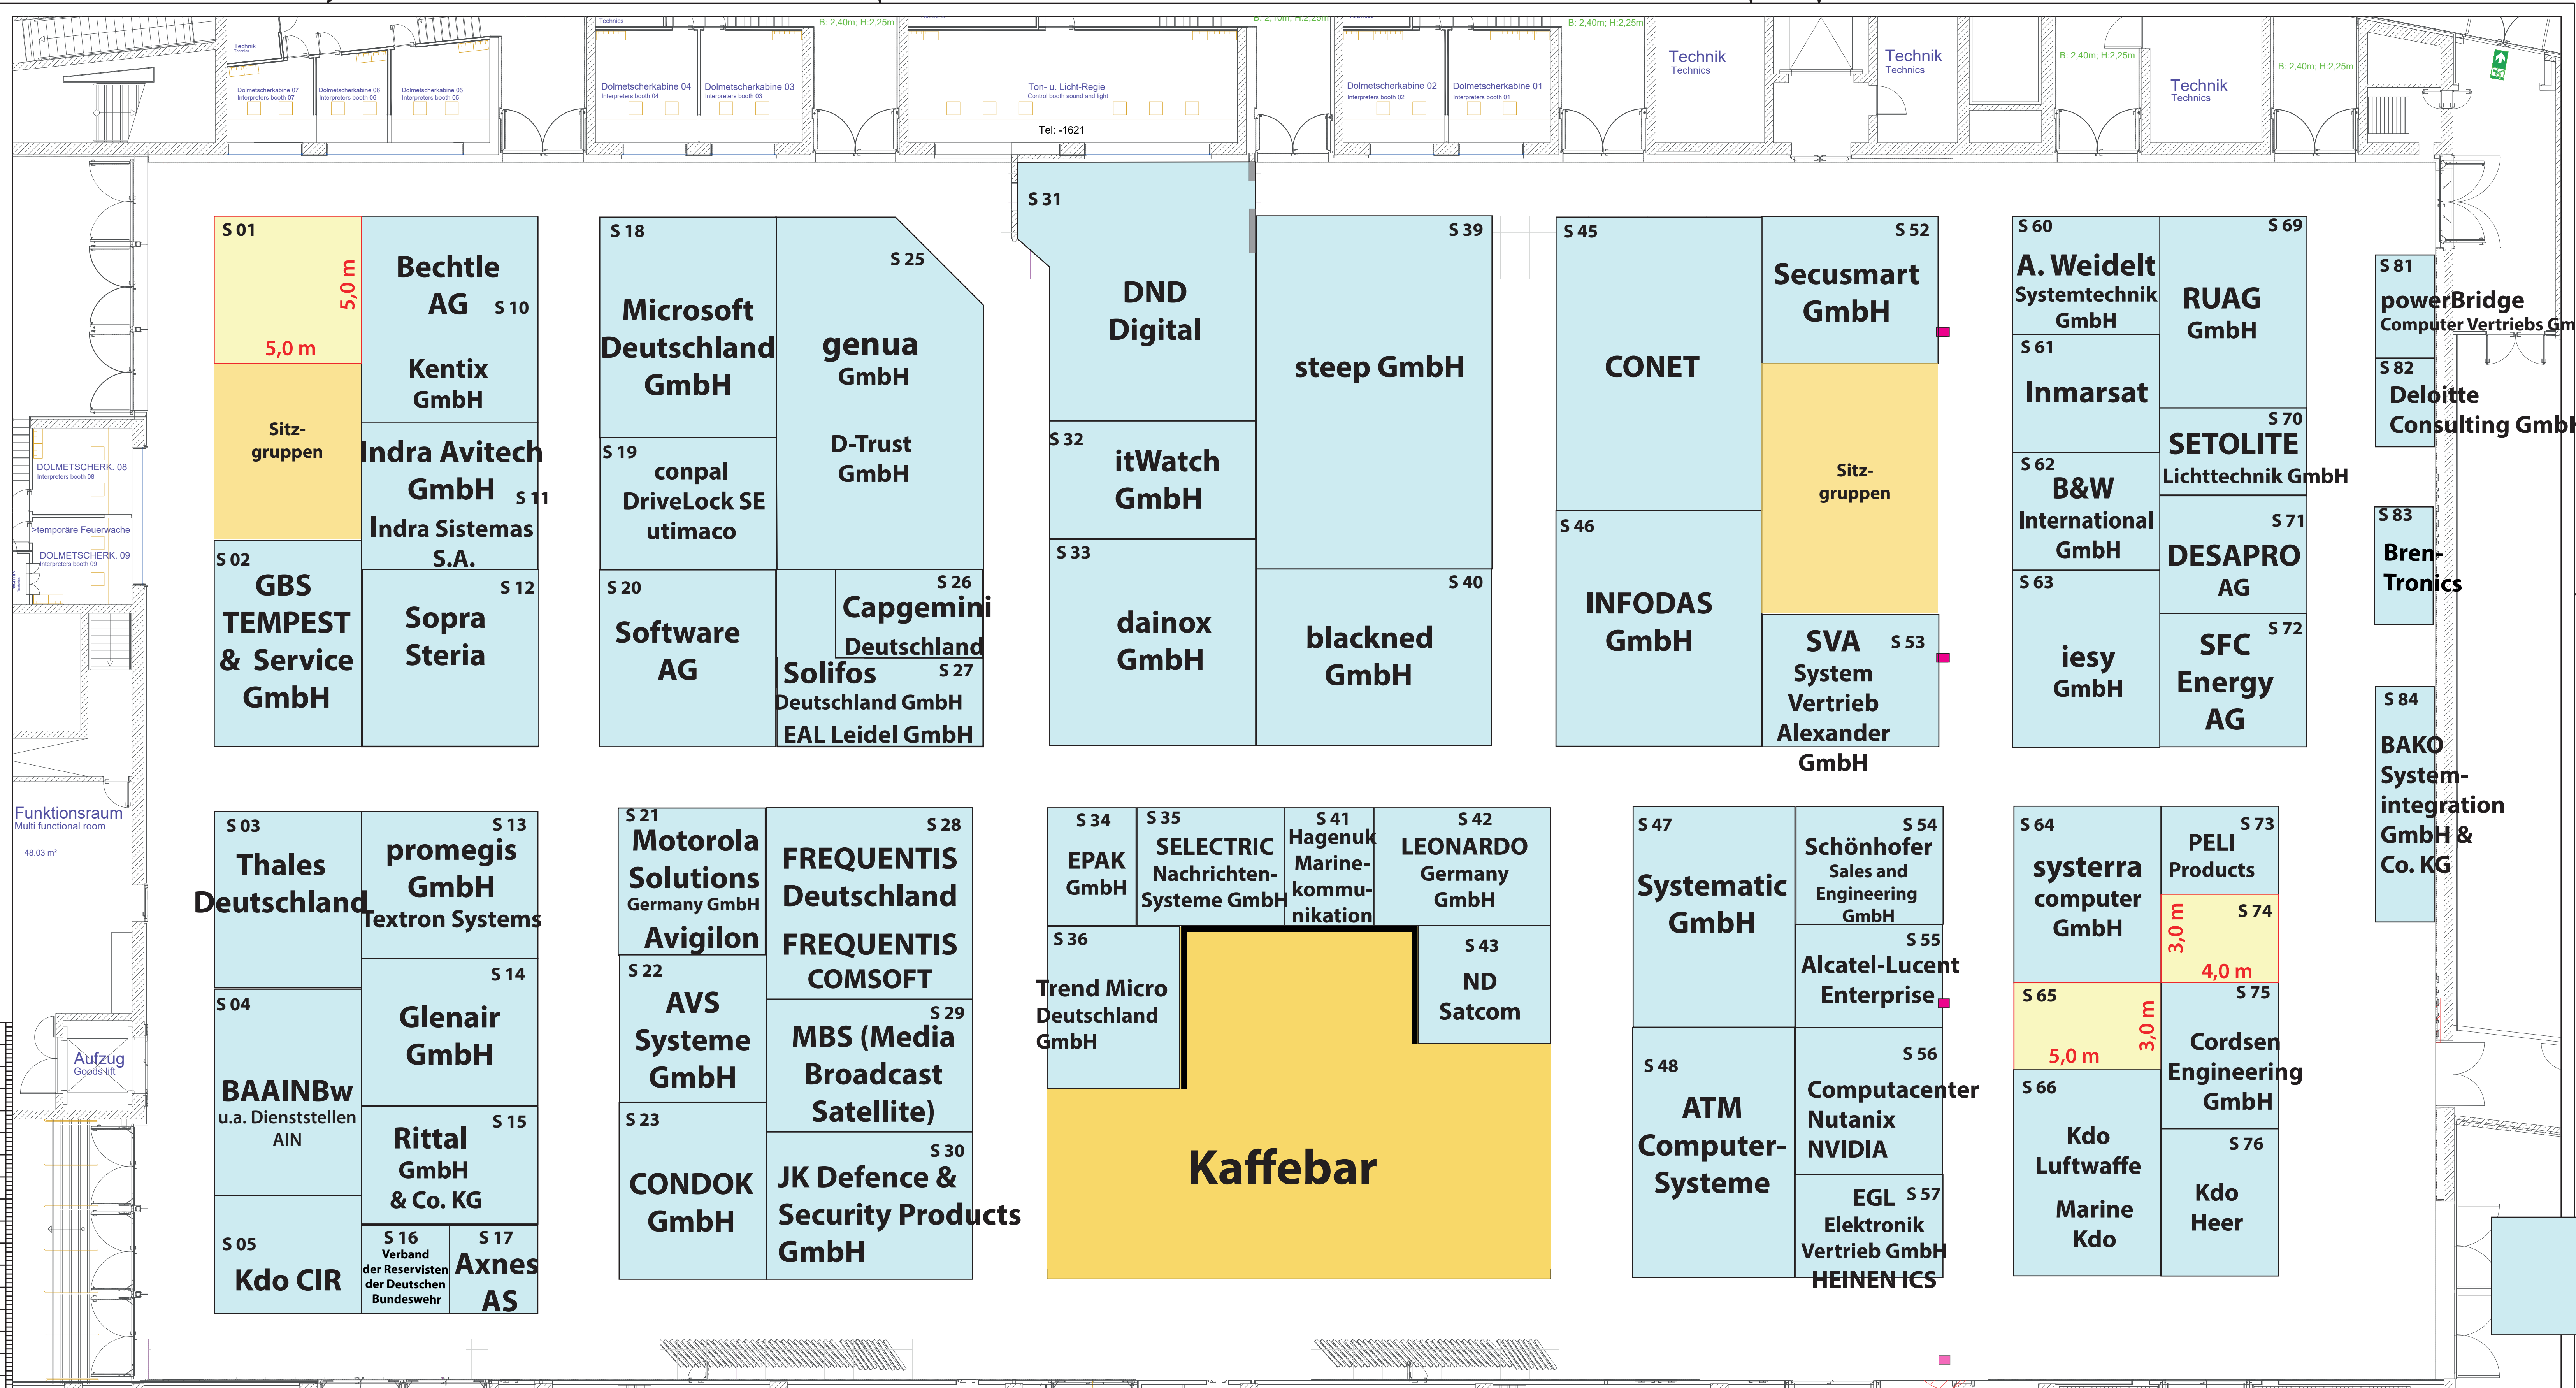 Technics
B: 2,40m; H:2,25m
B: 2,40m; H:2,25m
Technik
Technics
Dolmetscherkabine 07
Interpreters booth 07
Dolmetscherkabine 06
Interpreters booth 06
Dolmetscherkabine 05
Interpreters booth 05
Dolmetscherkabine 04
Interpreters booth 04
Dolmetscherkabine 03
Interpreters booth 03
Ton- u. Licht-Regie
Control booth sound and light
Tel: -1621
Dolmetscherkabine 02
Interpreters booth 02
Dolmetscherkabine 01
Interpreters booth 01
Technik
Technics
Technik
Technics
B: 2,40m; H:2,25m
Technik
Technics
B: 2,40m; H:2,25m
DOLMETSCHERK. 08
Interpreters booth 08
>temporäre Feuerwache
DOLMETSCHERK. 09
Interpreters booth 09
Funktionsraum
Multi functional room
48.03 m²
Aufzug
Goods lift
S 01
5,0 m
5,0 m
Sitz-
gruppen
S 02
GBS
TEMPEST
& Service
GmbH
Bechtle
AG
S 10
Kentix
GmbH
Indra Avitech
GmbH
S 11
Indra Sistemas
S.A.
S 12
Sopra
Steria
S 18
Microsoft
Deutschland
GmbH
S 19
conpal
DriveLock SE
utimaco
S 20
Software
AG
S 25
genua
GmbH
D-Trust
GmbH
S 26
Capgemini
Deutschland
Solifos
S 27
Deutschland GmbH
EAL Leidel GmbH
S 31
DND
Digital
S 32
itWatch
GmbH
S 33
dainox
GmbH
S 39
steep GmbH
S 40
blackned
GmbH
S 45
CONET
S 46
INFODAS
GmbH
S 52
Secusmart
GmbH
Sitz-
gruppen
SVA
S 53
System
Vertrieb
Alexander
GmbH
S 60
A. Weidelt
Systemtechnik
GmbH
S 61
Inmarsat
S 62
B&W
International
GmbH
S 63
iesy
GmbH
S 69
RUAG
GmbH
S 70
SETOLITE
Lichttechnik GmbH
S 71
DESAPRO
AG
S 72
SFC
Energy
AG
S 81
powerBridge
Computer Vertriebs Gm
S 82
Deloitte
Consulting GmbH
S 83
Bren-
Tronics
S 84
BAKO
System-
integration
GmbH &
Co. KG
S 03
Thales
Deutschland
S 04
BAAINBw
u.a. Dienststellen
AIN
S 05
Kdo CIR
S 13
promegis
GmbH
Textron Systems
S 14
Glenair
GmbH
S 15
Rittal
GmbH
& Co. KG
S 16
Verband
der Reservisten
der Deutschen
Bundeswehr
S 17
Axnes
AS
S 21
Motorola
Solutions
Germany GmbH
Avigilon
S 22
AVS
Systeme
GmbH
S 23
CONDOK
GmbH
S 28
FREQUENTIS
Deutschland
FREQUENTIS
COMSOFT
S 29
MBS (Media
Broadcast
Satellite)
S 30
JK Defence &
Security Products
GmbH
S 34
EPAK
GmbH
S 35
SELECTRIC
Nachrichten-
Systeme GmbH
S 41
Hagenuk
Marine-
kommu-
nikation
S 42
LEONARDO
Germany
GmbH
S 36
Trend Micro
Deutschland
GmbH
S 43
ND
Satcom
Kaffebar
S 47
Systematic
GmbH
S 48
ATM
Computer-
Systeme
S 54
Schönhofer
Sales and
Engineering
GmbH
S 55
Alcatel-Lucent
Enterprise
S 56
Computacenter
Nutanix
NVIDIA
EGL
S 57
Elektronik
Vertrieb GmbH
HEINEN ICS
S 64
systerra
computer
GmbH
S 65
3,0 m
5,0 m
S 66
Kdo
Luftwaffe
Marine
Kdo
S 73
PELI
Products
S 74
3,0 m
4,0 m
S 75
Cordsen
Engineering
GmbH
S 76
Kdo
Heer